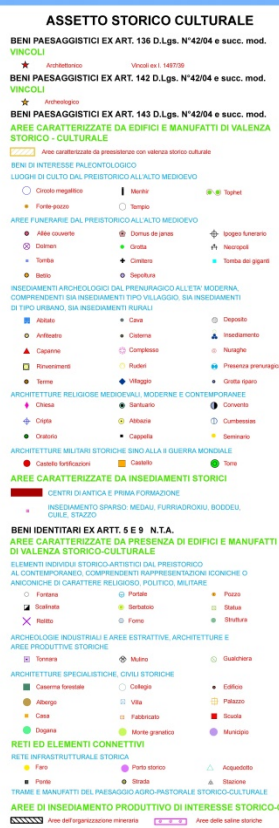 ASSETTO STORICO CULTURALE
BENI PAESAGGISTICI EX ART. 136 D.Lgs. N°42/04 e succ. mod.
VINCOLI
Architettonico Vincoli ex l. 1497/39
BENI PAESAGGISTICI EX ART. 142 D.Lgs. N°42/04 e succ. mod.
VINCOLI
Archeologico
BENI PAESAGGISTICI EX ART. 143 D.Lgs. N°42/04 e succ. mod.
AREE CARATTERIZZATE DA EDIFICI E MANUFATTI DI VALENZA
STORICO - CULTURALE
Aree caratterizzate da preesistenze con valenza storico culturale
BENI DI INTERESSE PALEONTOLOGICO
LUOGHI DI CULTO DAL PREISTORICO ALL'ALTO MEDIOEVO
Circolo megalitico Menhir Tophet
Fonte-pozzo Tempio
AREE FUNERARIE DAL PREISTORICO ALL'ALTO MEDIOEVO
Allée couverte Domus de janas Ipogeo funerario
Dolmen Grotta Necropoli
Tomba Cimitero Tomba dei giganti
Betilo Sepoltura
INSEDIAMENTI ARCHEOLOGICI DAL PRENURAGICO ALL'ETA' MODERNA,
COMPRENDENTI SIA INSEDIAMENTI TIPO VILLAGGIO, SIA INSEDIAMENTI
DI TIPO URBANO, SIA INSEDIAMENTI RURALI
Abitato Cava Deposito
Anfiteatro Cisterna Insediamento
Capanne Complesso Nuraghe
Rinvenimenti Ruderi Presenza prenuragica
Terme Villaggio Grotta riparo
ARCHITETTURE RELIGIOSE MEDIOEVALI, MODERNE E CONTEMPORANEE
Chiesa Santuario Convento
Cripta Abbazia Cumbessias
Oratorio Cappella Seminario
ARCHITETTURE MILITARI STORICHE SINO ALLA II GUERRA MONDIALE
Castello fortificazioni Castello Torre
AREE CARATTERIZZATE DA INSEDIAMENTI STORICI
CENTRI DI ANTICA E PRIMA FORMAZIONE
INSEDIAMENTO SPARSO: MEDAU, FURRIADROXIU, BODDEU,
CUILE, STAZZO
BENI IDENTITARI EX ARTT. 5 E 9 N.T.A.
AREE CARATTERIZZATE DA PRESENZA DI EDIFICI E MANUFATTI
DI VALENZA STORICO-CULTURALE
ELEMENTI INDIVIDUI STORICO-ARTISTICI DAL PREISTORICO
AL CONTEMPORANEO, COMPRENDENTI RAPPRESENTAZIONI ICONICHE O
ANICONICHE DI CARATTERE RELIGIOSO, POLITICO, MILITARE
Fontana Portale Pozzo
Scalinata Serbatoio Statua
Relitto Forno Struttura
ARCHEOLOGIE INDUSTRIALI E AREE ESTRATTIVE, ARCHITETTURE E
AREE PRODUTTIVE STORICHE
Tonnara Mulino Gualchiera
ARCHITETTURE SPECIALISTICHE, CIVILI STORICHE
Caserma forestale Collegio Edificio
Albergo Villa Palazzo
Casa Fabbricato Scuola
Dogana Monte granatico Municipio
RETI ED ELEMENTI CONNETTIVI
RETE INFRASTRUTTURALE STORICA
Faro Porto storico Acquedotto
Ponte Strada Stazione
TRAME E MANUFATTI DEL PAESAGGIO AGRO-PASTORALE STORICO-CULTURALE
AREE DI INSEDIAMENTO PRODUTTIVO DI INTERESSE STORICO-C
Aree dell'organizzazione mineraria Aree delle saline storiche